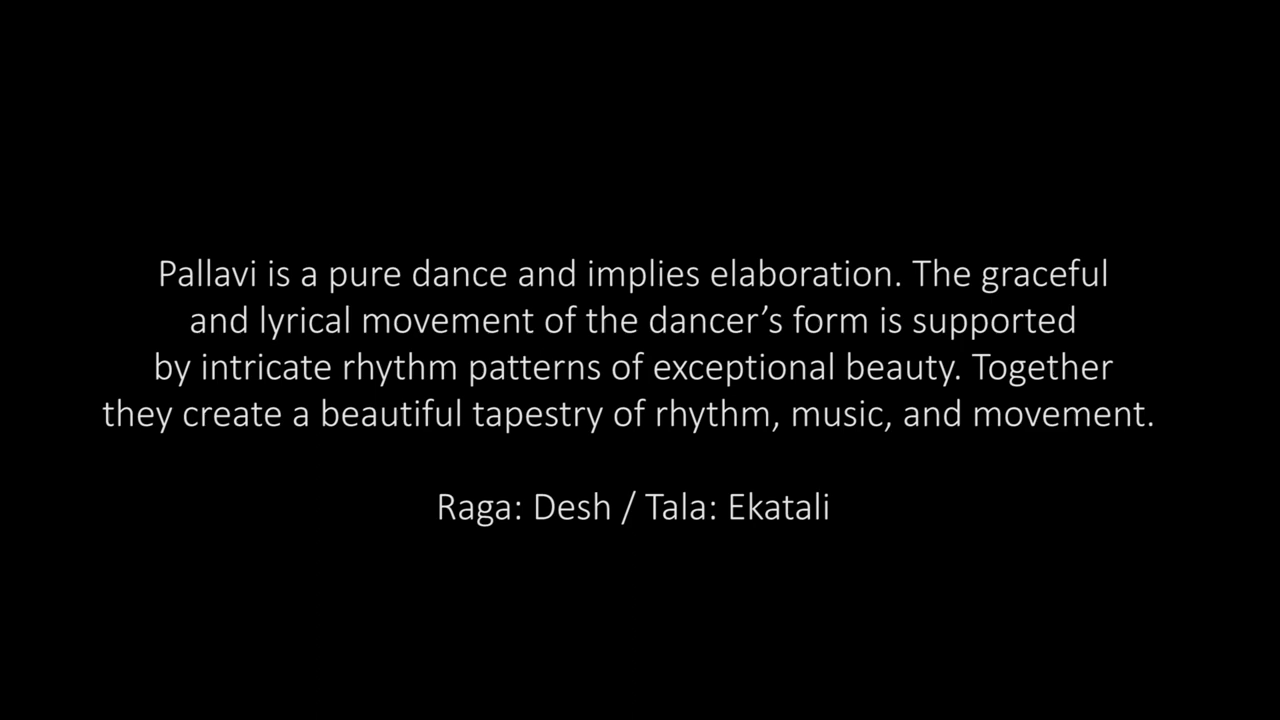 Pallavi is a pure dance and implies elaboration. The graceful
and lyrical movement of the dancer’s form is supported
by intricate rhythm patterns of exceptional beauty. Together
they create a beautiful tapestry of rhythm, music, and movement.
Raga: Desh / Tala: Ekatali